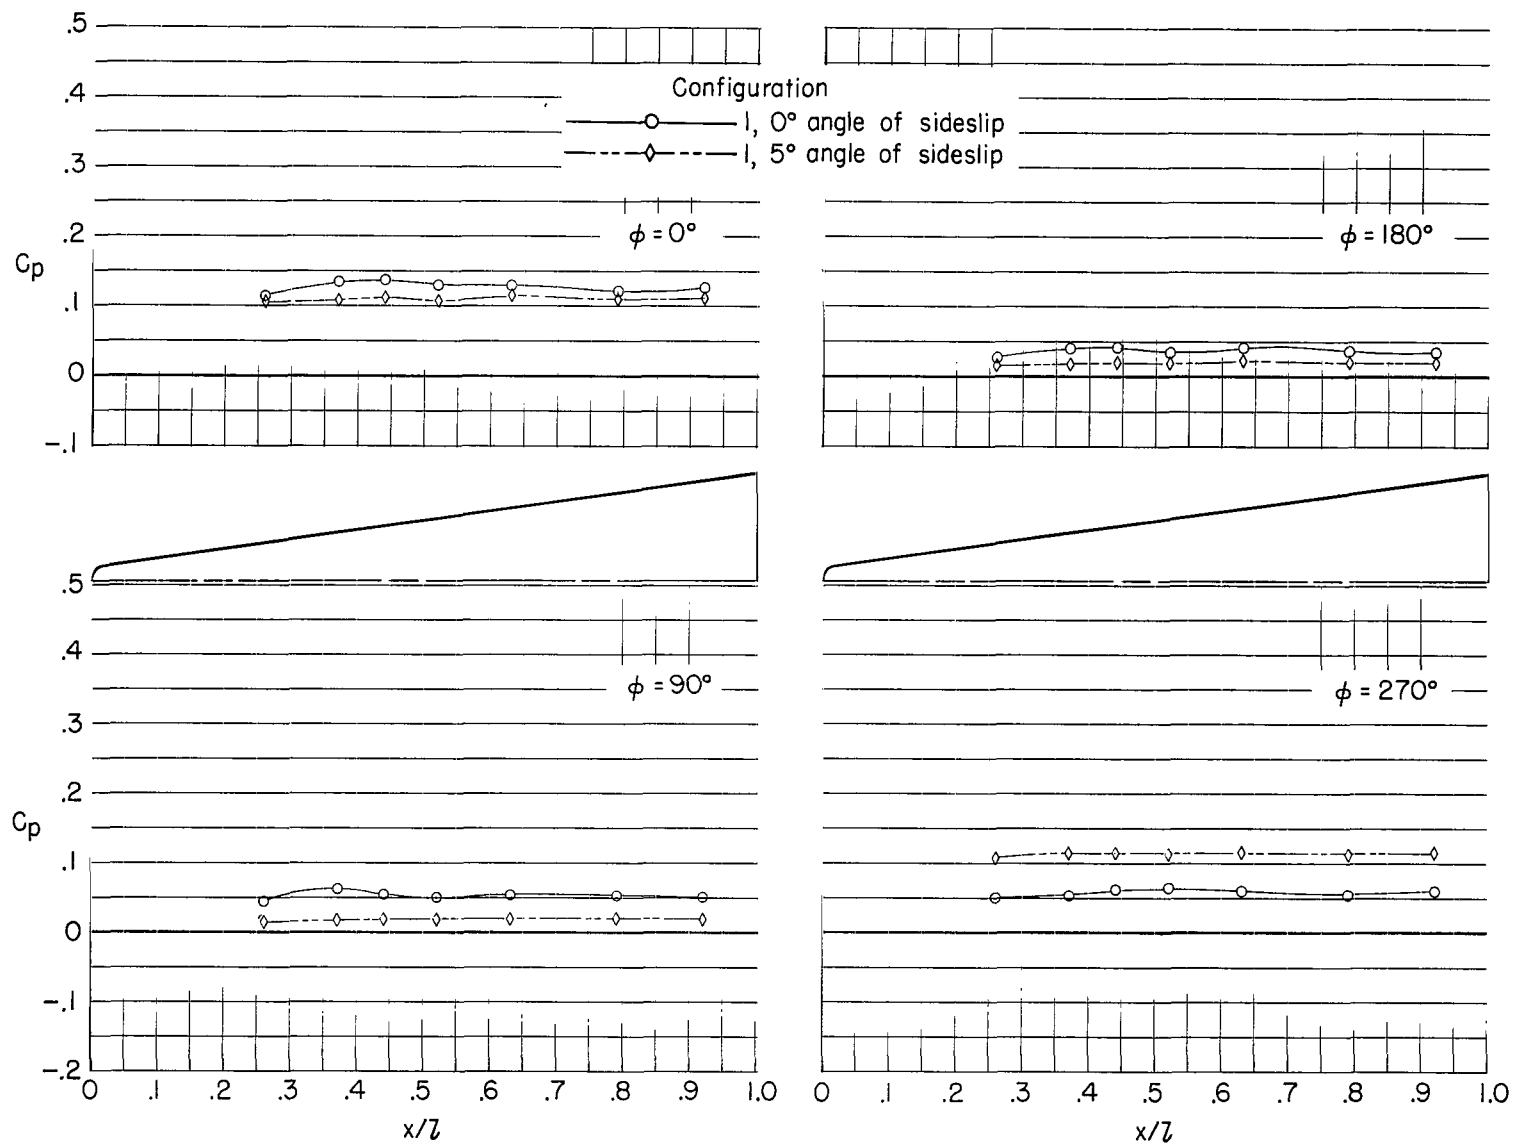 .5
.4
.3
.2
Cp
.1
0
-.1
Configuration
1, 0° angle of sideslip
1, 5° angle of sideslip
ϕ = 0°
ϕ = 180°
.5
.4
.3
.2
Cp
.1
0
-.1
-.2
ϕ = 90°
ϕ = 270°
0 .1 .2 .3 .4 .5 .6 .7 .8 .9 1.0
0 .1 .2 .3 .4 .5 .6 .7 .8 .9 1.0
x/l
x/l